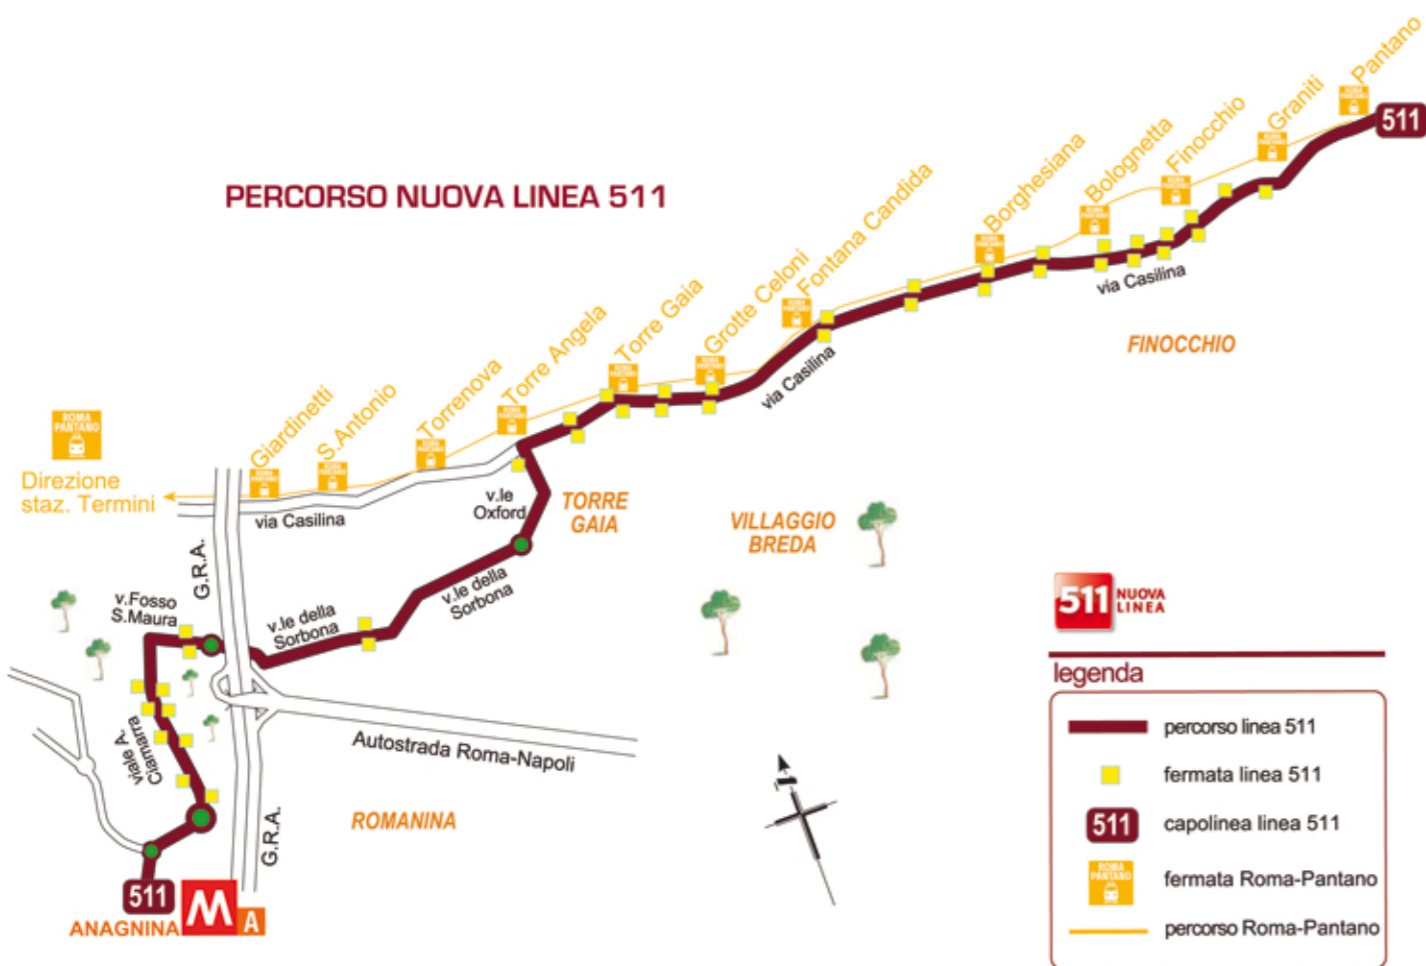 PERCORSO NUOVA LINEA 511
Pantano
511
Graniti
Finocchio
Bolognetta
Borghesiana
Fontana Candida
Grotte Celoni
Torre Gaia
Torre Angela
Torrenova
S.Antonio
Giardinetti
via Casilina
FINOCCHIO
via Casilina
ROMA
PANTANO
Direzione
staz. Termini
via Casilina
v.le
Oxford
TORRE
GAIA
VILLAGGIO
BREDA
G.R.A.
v.Fosso
S.Maura
v.le della
Sorbona
v.le della
Sorbona
viale A.
Ciamarra
Autostrada Roma-Napoli
ROMANINA
G.R.A.
511
M
A
ANAGNINA
511 NUOVA
LINEA
legenda
percorso linea 511
fermata linea 511
511 capolinea linea 511
ROMA
PANTANO
fermata Roma-Pantano
percorso Roma-Pantano